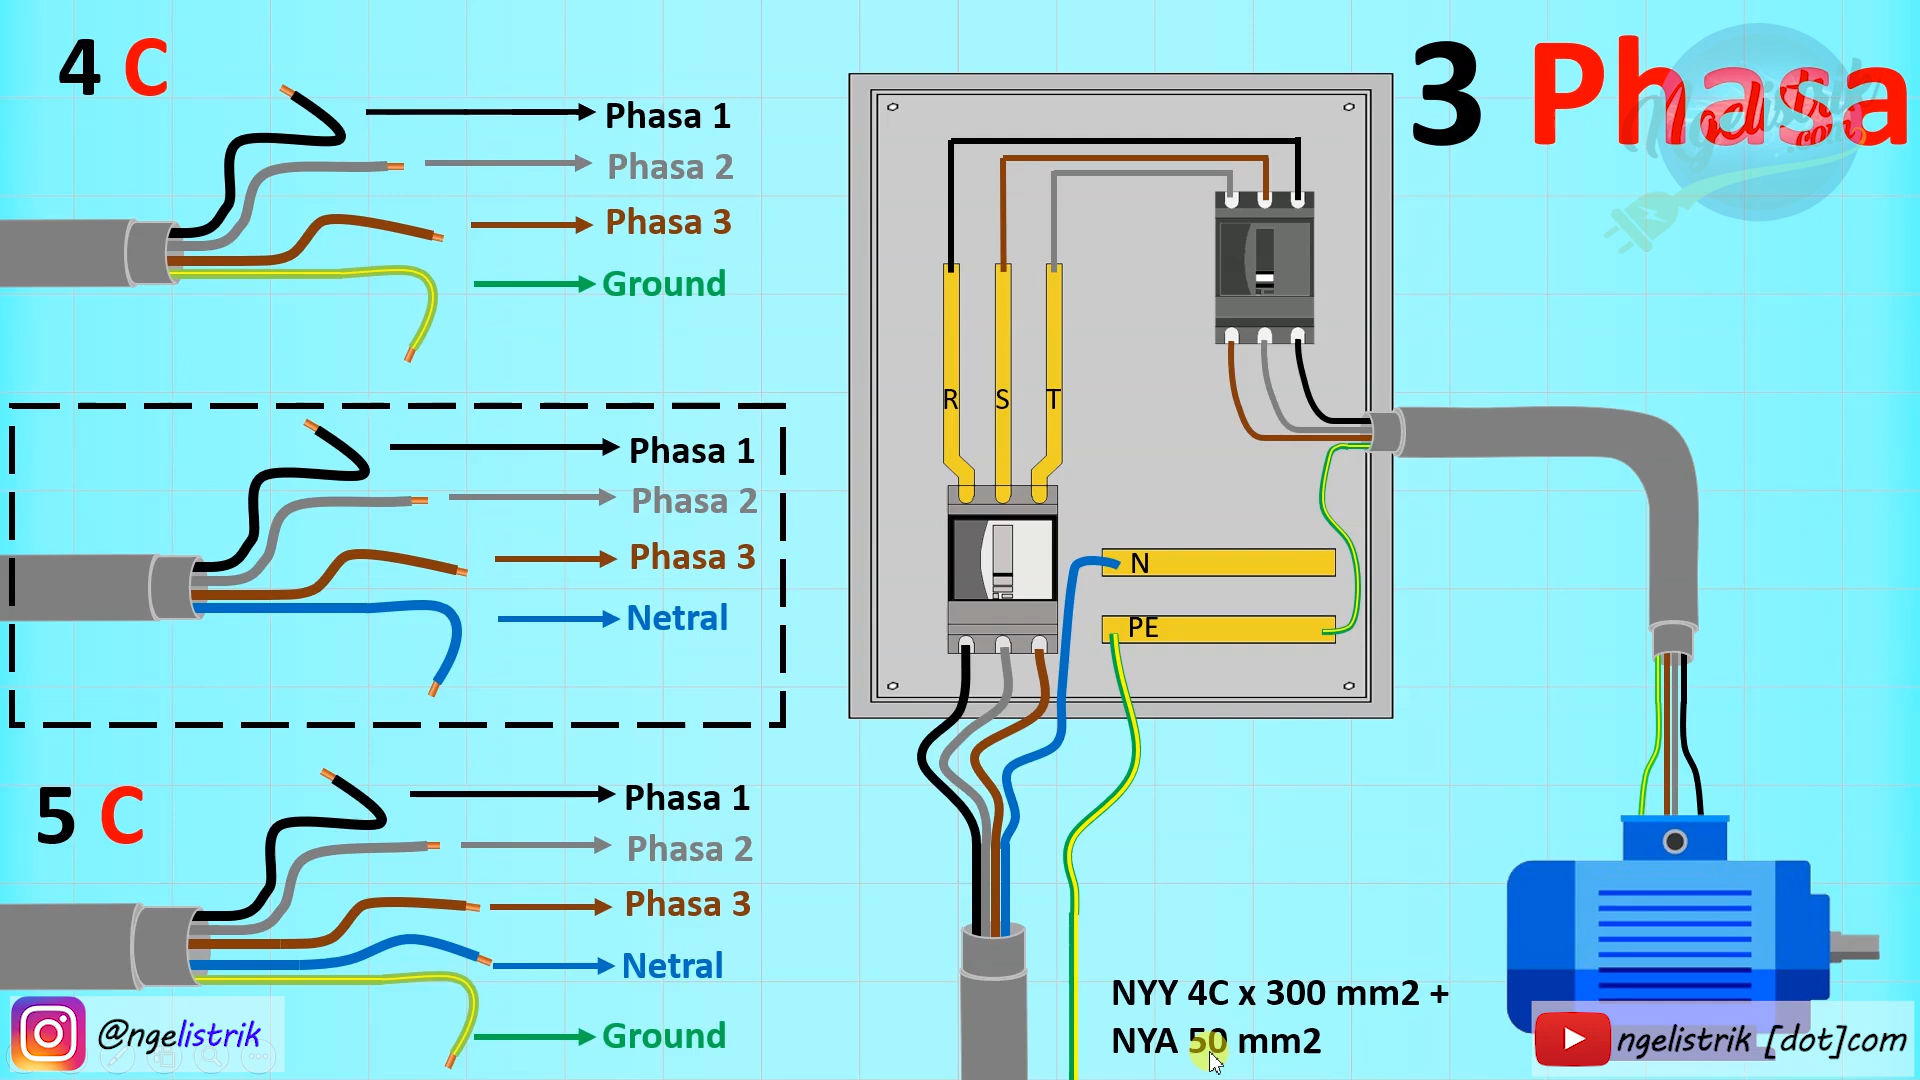 4 C
Phasa 1
Phasa 2
Phasa 3
Ground
Phasa 1
Phasa 2
Phasa 3
Netral
5 C
Phasa 1
Phasa 2
Phasa 3
Netral
Ground
@ngelistrik
3 Phasa
R S T
N
PE
NYY 4C x 300 mm2 +
NYA 50 mm2
ngelistrik [dot]com